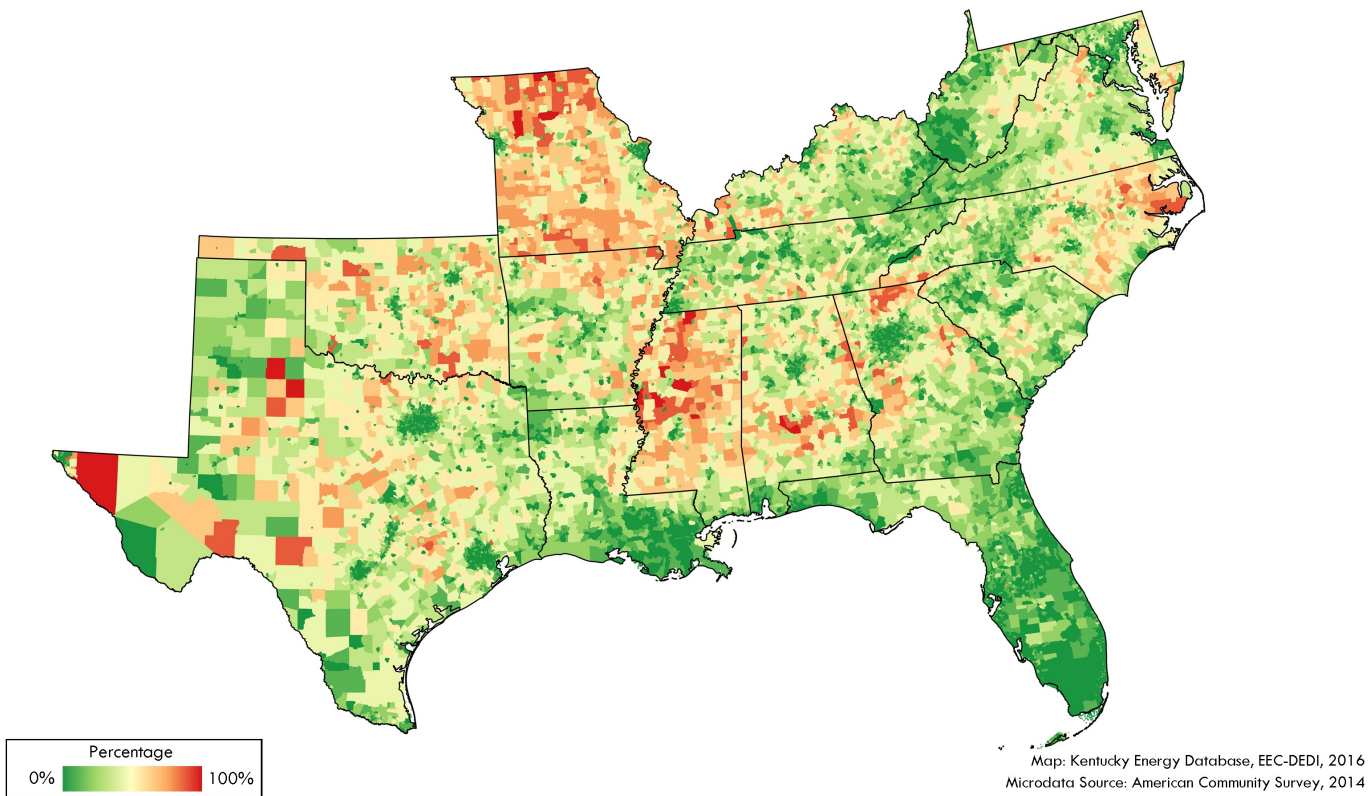 Percentage
0% 100%
Map: Kentucky Energy Database, EEC-DEDI, 2016
Microdata Source: American Community Survey, 2014